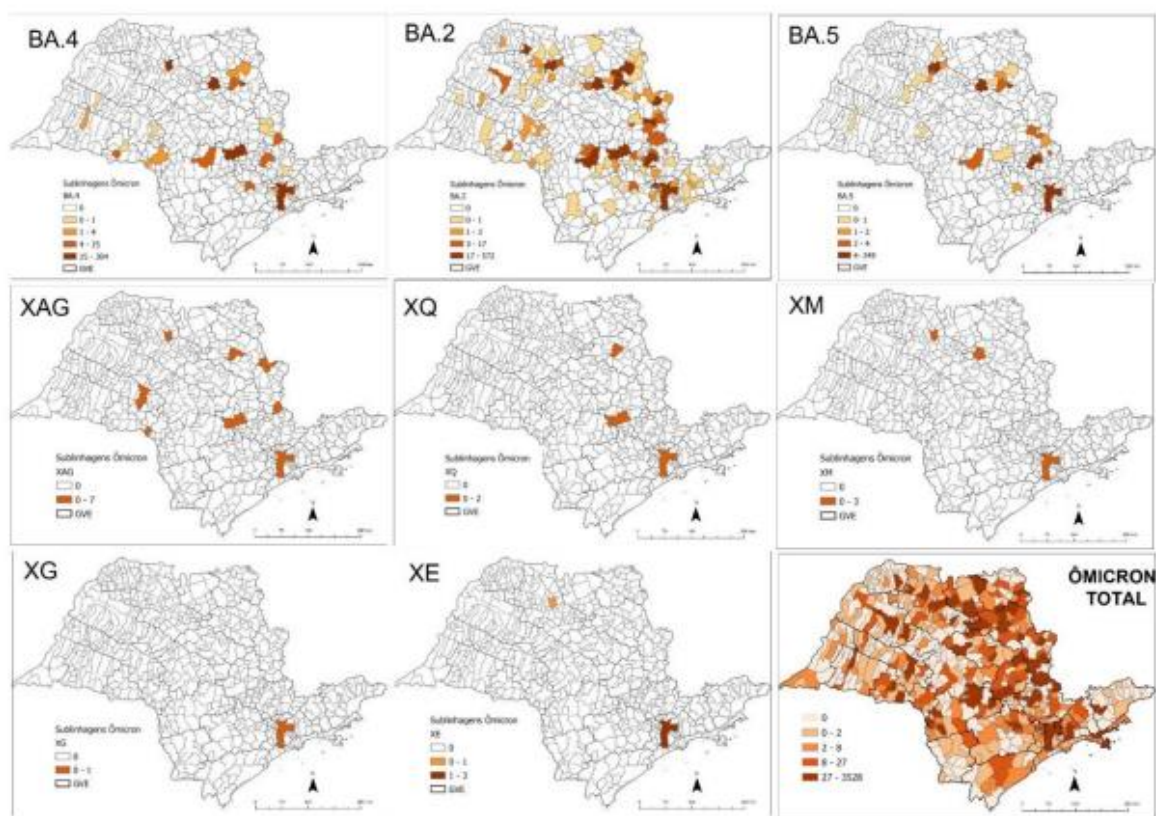 BA.4
Sublinhagens Ômicron
BA.4
0
0 - 1
1 - 4
4 - 15
15 - 384
GVE
BA.2
Sublinhagens Ômicron
BA.2
0
0 - 1
1 - 3
3 - 17
17 - 572
GVE
BA.5
Sublinhagens Ômicron
BA.5
0
0 - 1
1 - 2
2 - 4
GVE
XAG
Sublinhagens Ômicron
XAG
0
0 - 7
GVE
XQ
Sublinhagens Ômicron
XQ
0
0 - 2
GVE
XM
Sublinhagens Ômicron
XM
0
0 - 3
GVE
XG
Sublinhagens Ômicron
XG
0
0 - 1
GVE
XE
Sublinhagens Ômicron
XE
0
0 - 1
1 - 3
GVE
ÔMICRON
TOTAL
0
0 - 2
2 - 8
8 - 27
27 - 3528